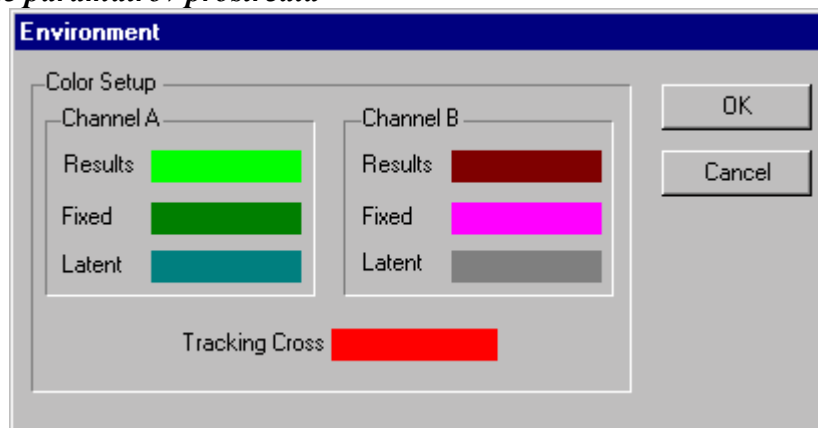 Environment
Color Setup
Channel A
Results
Fixed
Latent
Channel B
Results
Fixed
Latent
Tracking Cross
OK
Cancel